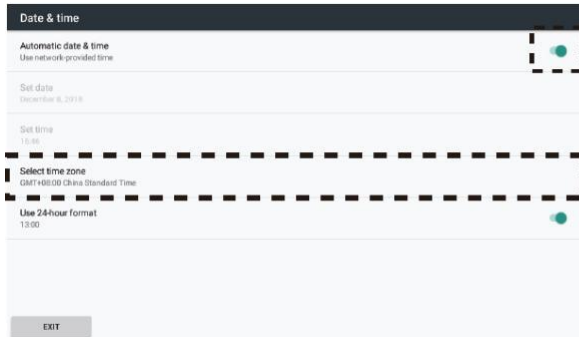 Date & time
Automatic date & time
Use network-provided time
Set date
December 6, 2018
Set time
Select time zone
GMT+08:00 China Standard Time
Use 24-hour format
13:00
EXIT